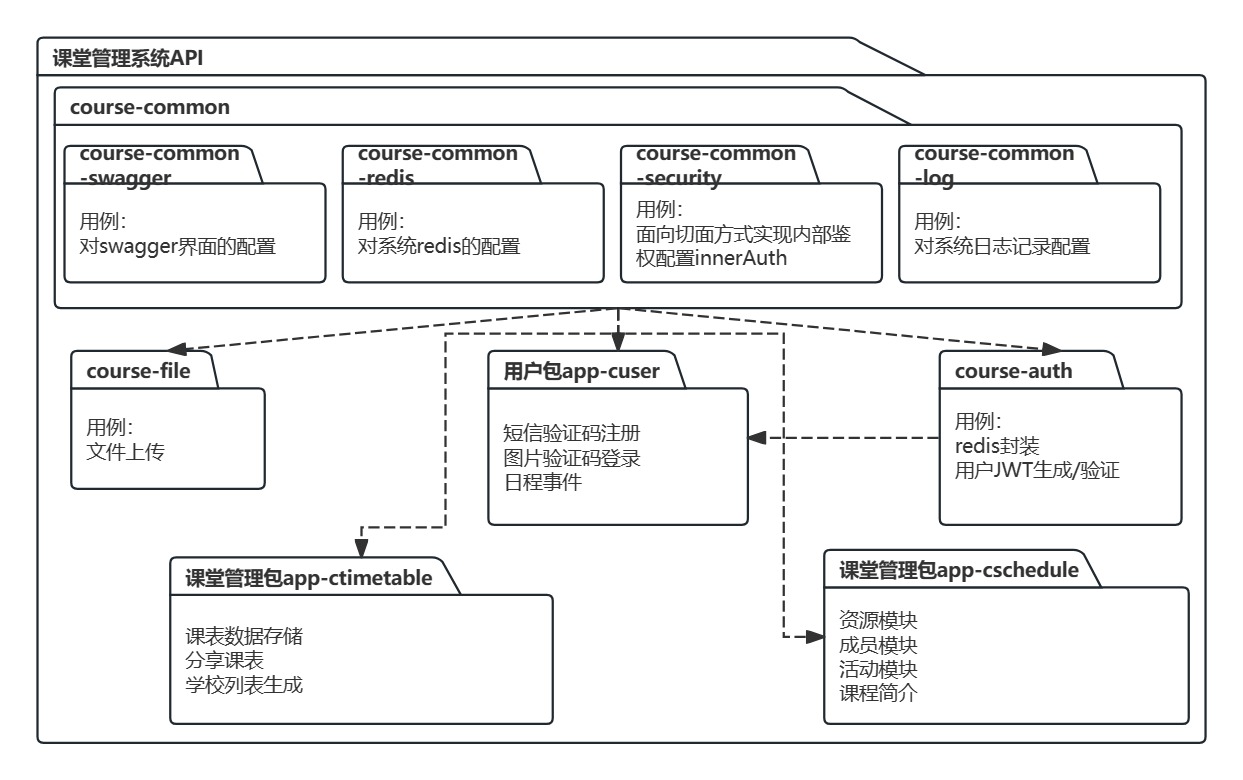 课堂管理系统API
course-common
course-common
-swagger
用例：
对swagger界面的配置
course-common
-redis
用例：
对系统redis的配置
course-common
-security
用例：
面向切面方式实现内部鉴
权配置innerAuth
course-common
-log
用例：
对系统日志记录配置
course-file
用例：
文件上传
用户包app-cuser
短信验证码注册
图片验证码登录
日程事件
course-auth
用例：
redis封装
用户JWT生成/验证
课堂管理包app-ctimetable
课表数据存储
分享课表
学校列表生成
课堂管理包app-cschedule
资源模块
成员模块
活动模块
课程简介